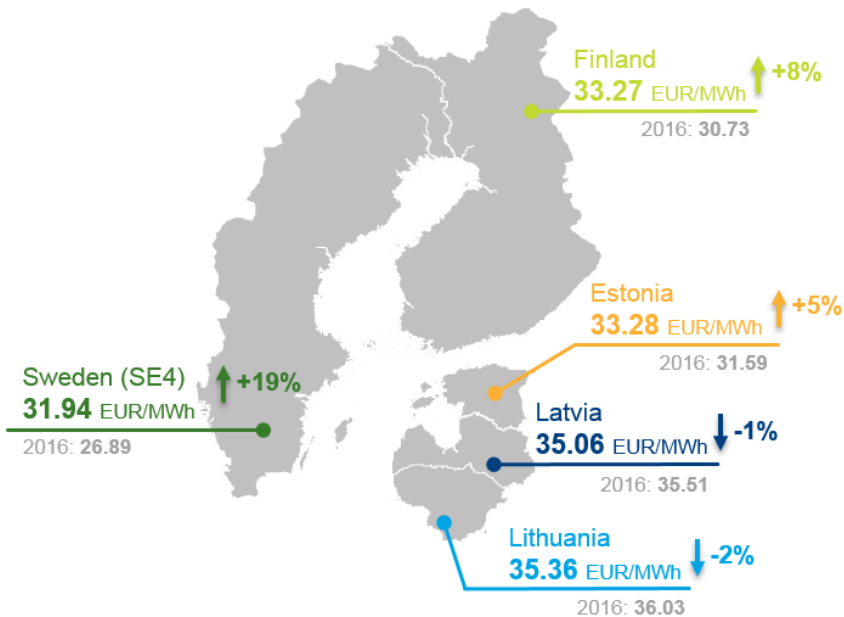 Finland
33.27 EUR/MWh
+8%
2016: 30.73
Estonia
33.28 EUR/MWh
+5%
2016: 31.59
Sweden (SE4)
31.94 EUR/MWh
+19%
2016: 26.89
Latvia
35.06 EUR/MWh
-1%
2016: 35.51
Lithuania
35.36 EUR/MWh
-2%
2016: 36.03